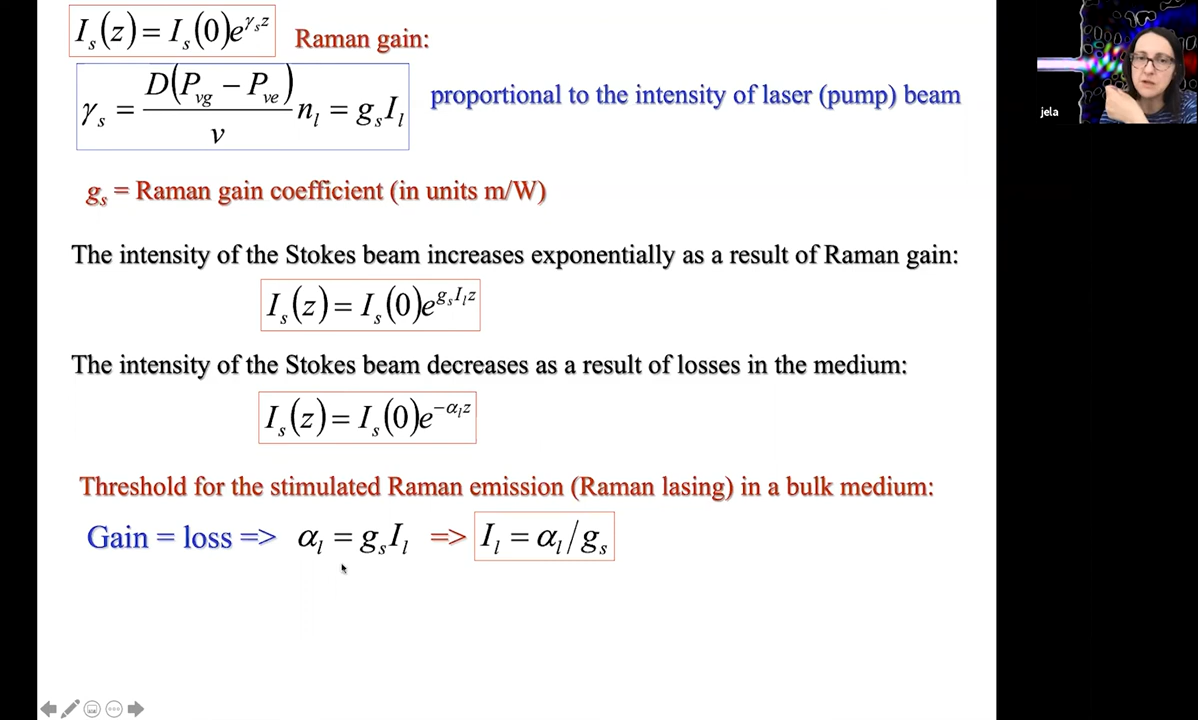 I_s(z) = I_s(0)e^{γ_s z} Raman gain:
γ_s = D(P_vg − P_ve)/v n_l = g_s I_l proportional to the intensity of laser (pump) beam
jela
g_s = Raman gain coefficient (in units m/W)
The intensity of the Stokes beam increases exponentially as a result of Raman gain:
I_s(z) = I_s(0)e^{g_s I_l z}
The intensity of the Stokes beam decreases as a result of losses in the medium:
I_s(z) = I_s(0)e^{−α_l z}
Threshold for the stimulated Raman emission (Raman lasing) in a bulk medium:
Gain = loss => α_l = g_s I_l => I_l = α_l/g_s